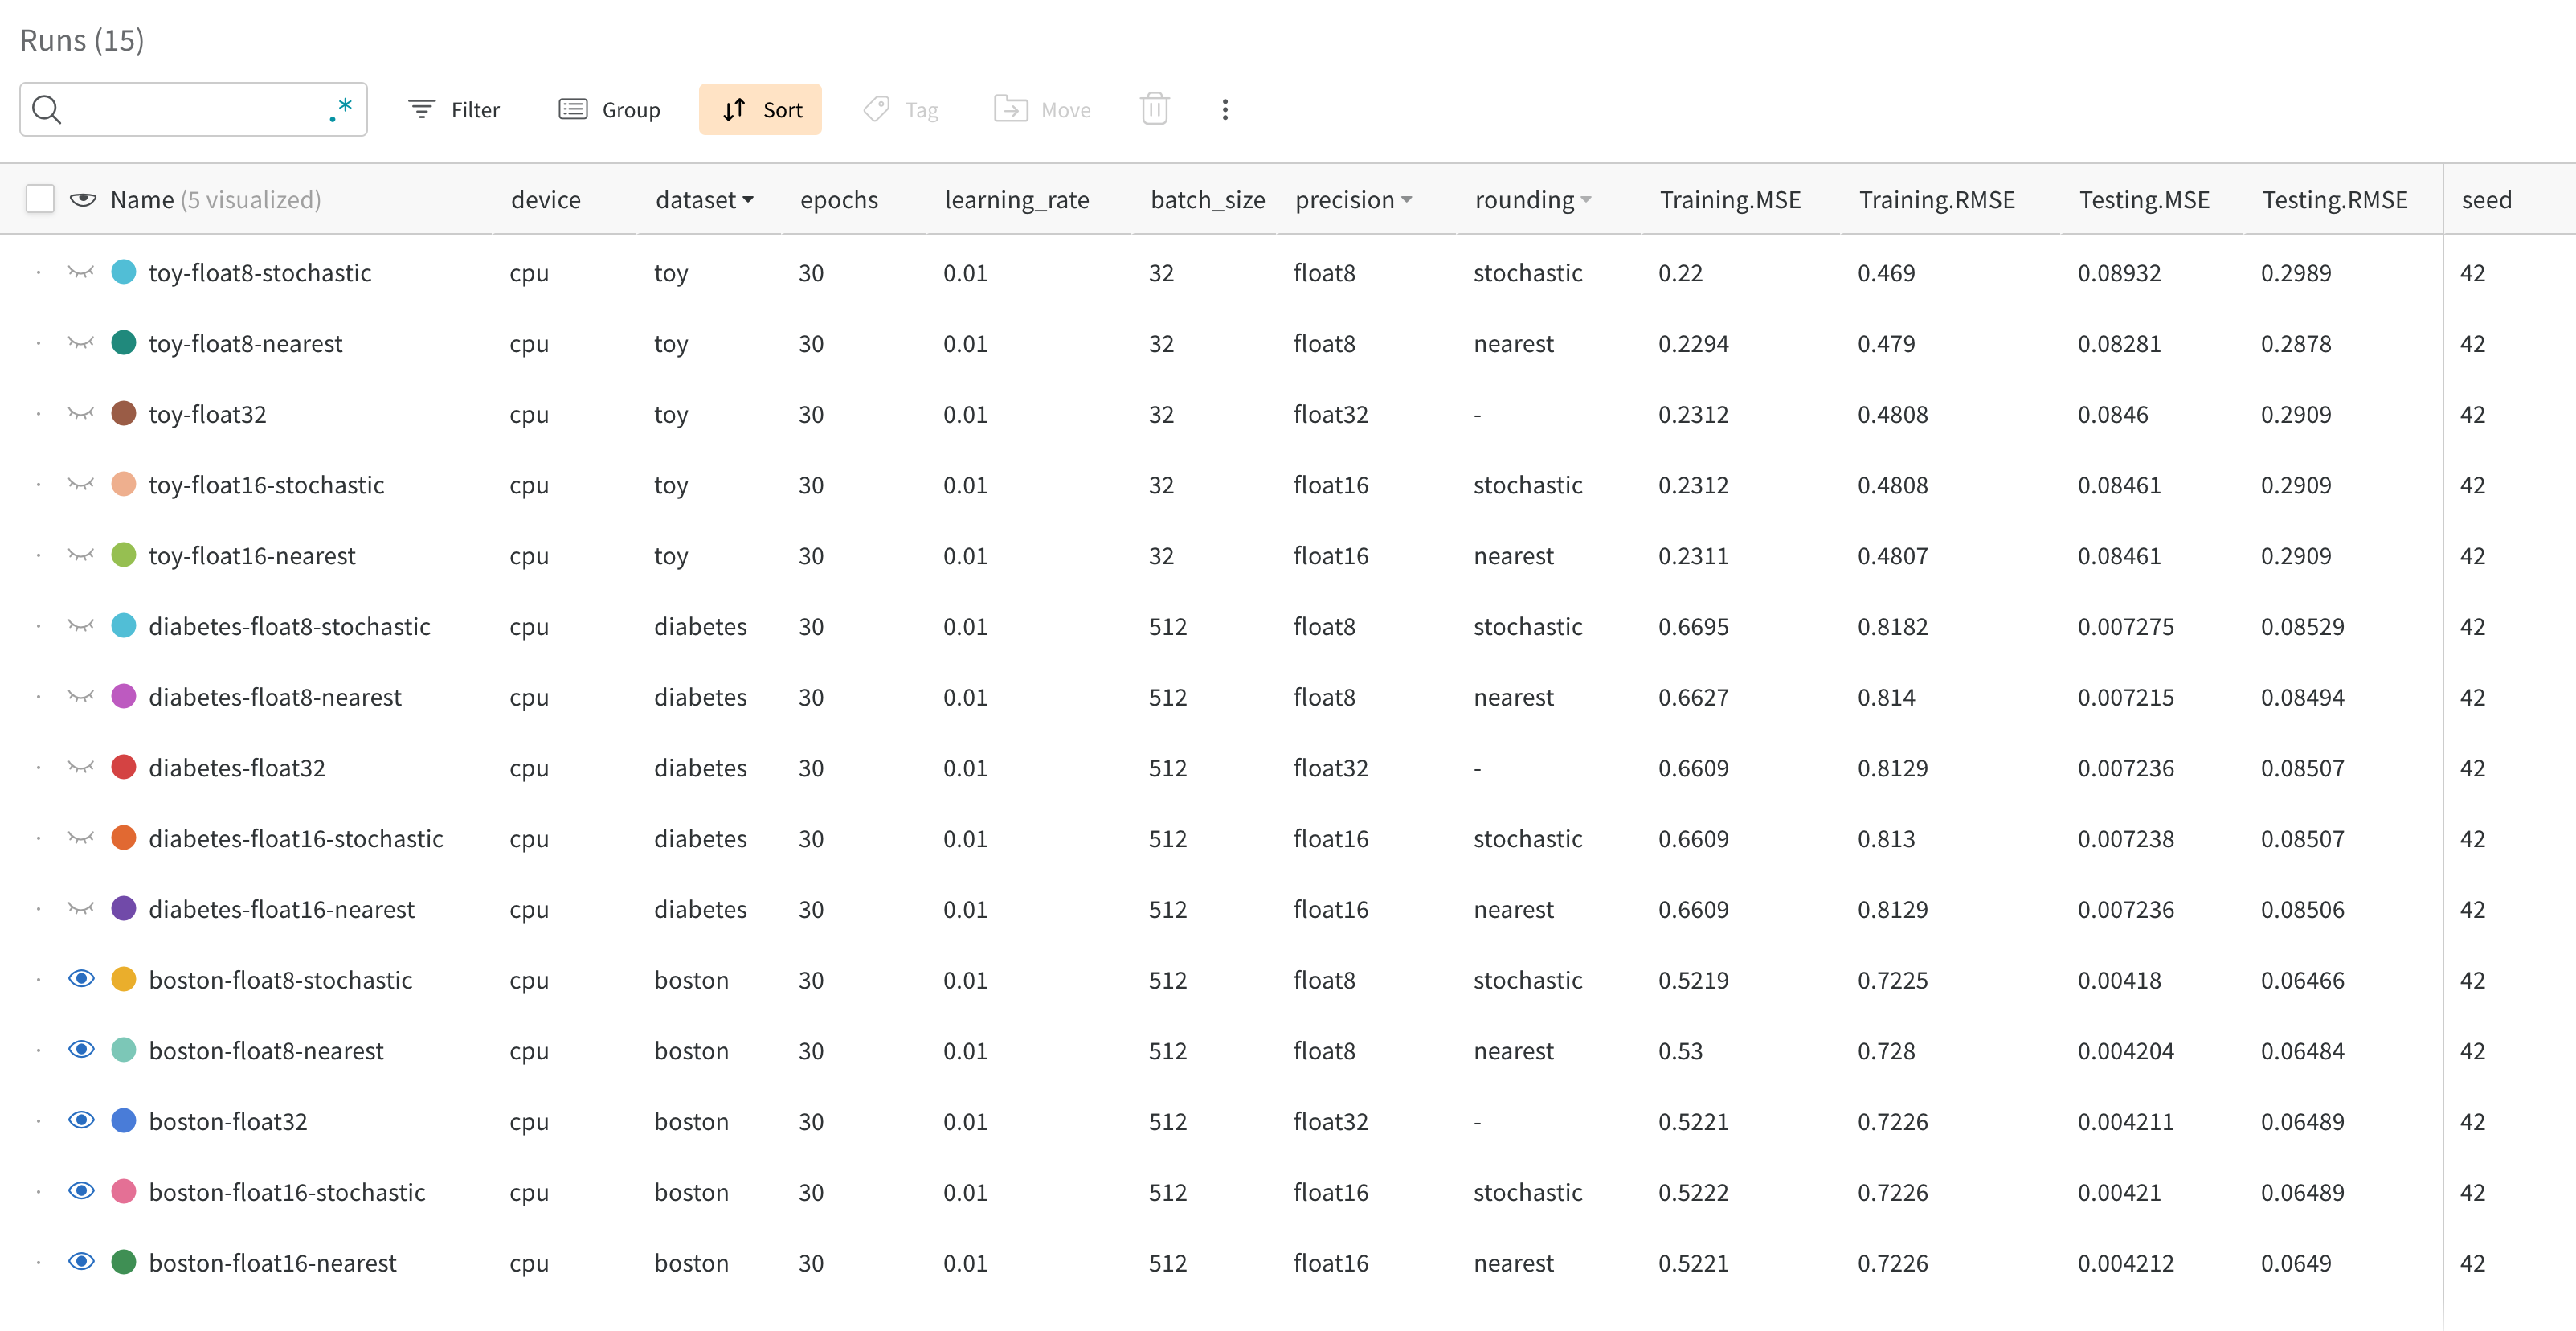 Runs (15)
.* Filter Group Sort Tag Move
Name (5 visualized) device dataset epochs learning_rate batch_size precision rounding Training.MSE Training.RMSE Testing.MSE Testing.RMSE seed
toy-float8-stochastic cpu toy 30 0.01 32 float8 stochastic 0.22 0.469 0.08932 0.2989 42
toy-float8-nearest cpu toy 30 0.01 32 float8 nearest 0.2294 0.479 0.08281 0.2878 42
toy-float32 cpu toy 30 0.01 32 float32 - 0.2312 0.4808 0.0846 0.2909 42
toy-float16-stochastic cpu toy 30 0.01 32 float16 stochastic 0.2312 0.4808 0.08461 0.2909 42
toy-float16-nearest cpu toy 30 0.01 32 float16 nearest 0.2311 0.4807 0.08461 0.2909 42
diabetes-float8-stochastic cpu diabetes 30 0.01 512 float8 stochastic 0.6695 0.8182 0.007275 0.08529 42
diabetes-float8-nearest cpu diabetes 30 0.01 512 float8 nearest 0.6627 0.814 0.007215 0.08494 42
diabetes-float32 cpu diabetes 30 0.01 512 float32 - 0.6609 0.8129 0.007236 0.08507 42
diabetes-float16-stochastic cpu diabetes 30 0.01 512 float16 stochastic 0.6609 0.813 0.007238 0.08507 42
diabetes-float16-nearest cpu diabetes 30 0.01 512 float16 nearest 0.6609 0.8129 0.007236 0.08506 42
boston-float8-stochastic cpu boston 30 0.01 512 float8 stochastic 0.5219 0.7225 0.00418 0.06466 42
boston-float8-nearest cpu boston 30 0.01 512 float8 nearest 0.53 0.728 0.004204 0.06484 42
boston-float32 cpu boston 30 0.01 512 float32 - 0.5221 0.7226 0.004211 0.06489 42
boston-float16-stochastic cpu boston 30 0.01 512 float16 stochastic 0.5222 0.7226 0.00421 0.06489 42
boston-float16-nearest cpu boston 30 0.01 512 float16 nearest 0.5221 0.7226 0.004212 0.0649 42